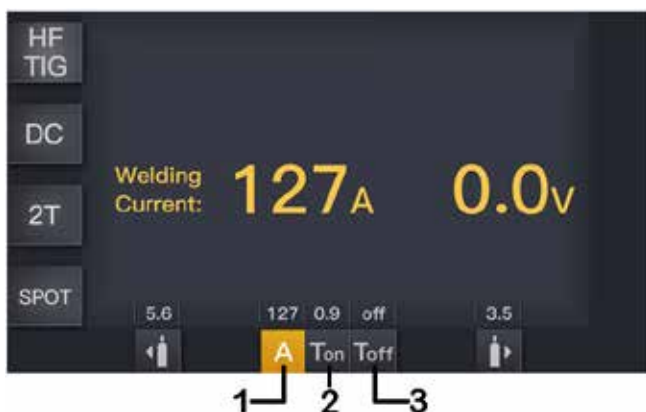 HF
TIG
DC
2T
SPOT
Welding
Current:
127A
0.0V
5.6
127
0.9
off
3.5
A
Ton
Toff
1
2
3